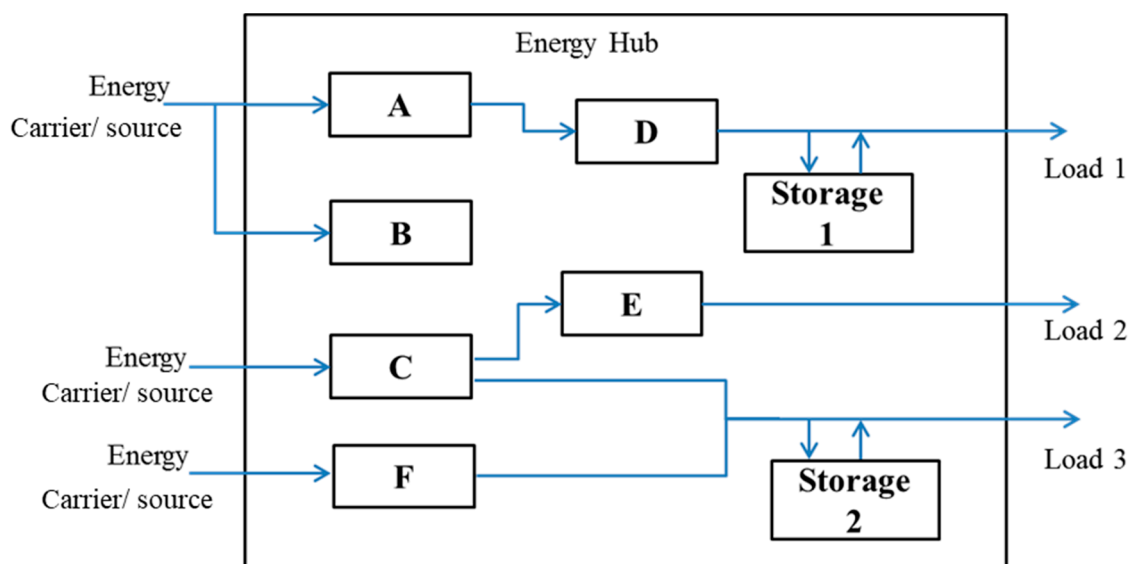 Energy Hub
Energy
Carrier/ source
A
D
Load 1
Storage
1
B
E
Load 2
Energy
Carrier/ source
C
Energy
Carrier/ source
F
Load 3
Storage
2